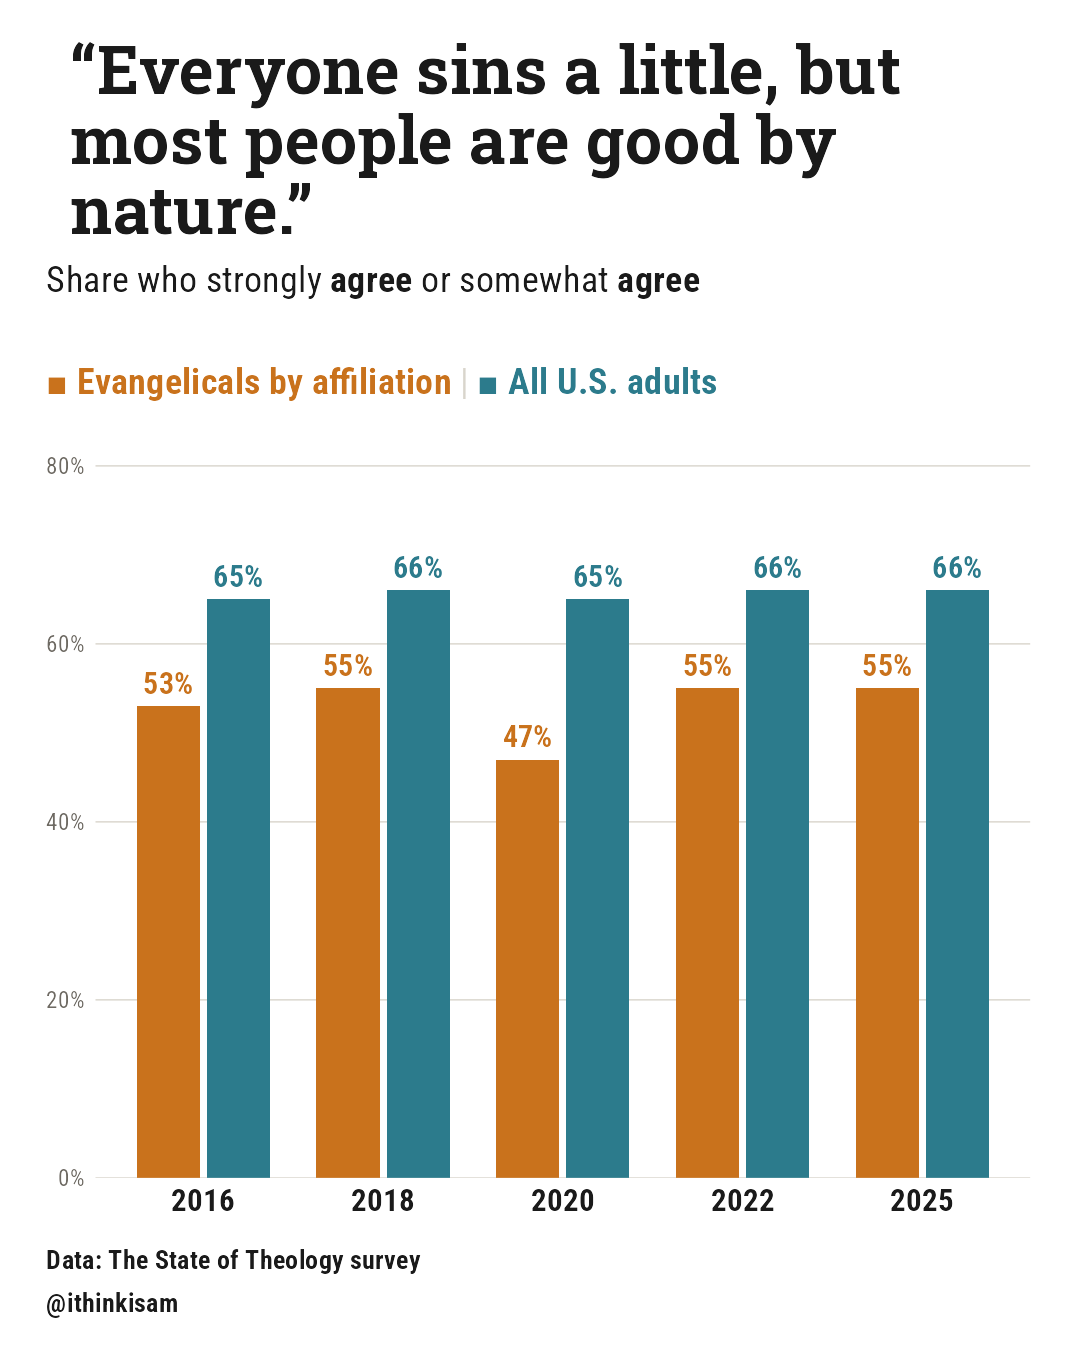 “Everyone sins a little, but
most people are good by
nature.”
Share who strongly agree or somewhat agree
Evangelicals by affiliation | All U.S. adults
80%
60%
40%
20%
0%
53%
65%
55%
66%
47%
65%
55%
66%
55%
66%
2016 2018 2020 2022 2025
Data: The State of Theology survey
@ithinkisam